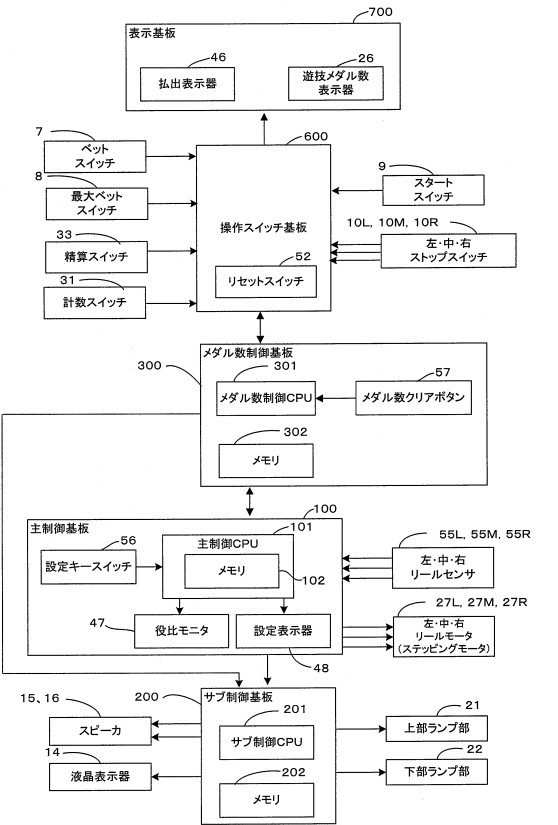 700
表示基板
46
払出表示器
26
遊技メダル数
表示器
7
ベット
スイッチ
8
最大ベット
スイッチ
33
精算スイッチ
31
計数スイッチ
600
操作スイッチ基板
52
リセットスイッチ
9
スタート
スイッチ
10L, 10M, 10R
左・中・右
ストップスイッチ
メダル数制御基板
300
301
メダル数制御CPU
57
メダル数クリアボタン
302
メモリ
100
主制御基板
101
主制御CPU
56
設定キースイッチ
メモリ
102
47
役比モニタ
設定表示器
48
55L, 55M, 55R
左・中・右
リールセンサ
27L, 27M, 27R
左・中・右
リールモータ
(ステッピングモータ)
200
サブ制御基板
201
サブ制御CPU
202
メモリ
15、16
スピーカ
14
液晶表示器
21
上部ランプ部
22
下部ランプ部